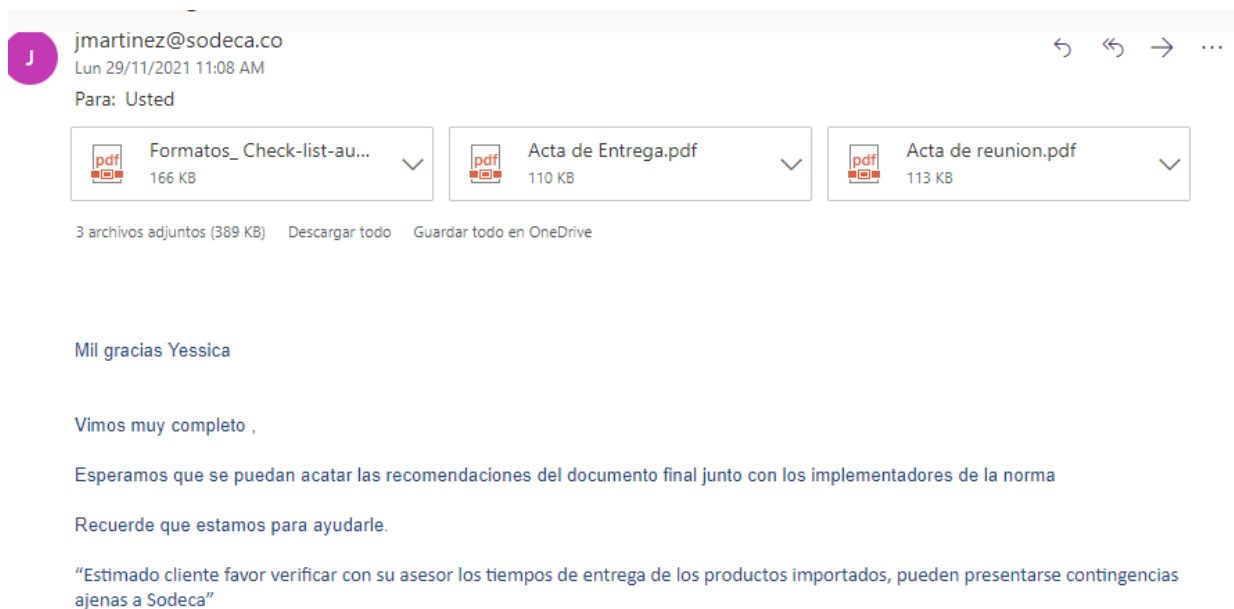 jmartinez@sodeca.co
J
Lun 29/11/2021 11:08 AM
Para: Usted
pdf
Formatos_ Check-list-au...
166 KB
pdf
Acta de Entrega.pdf
110 KB
pdf
Acta de reunion.pdf
113 KB
3 archivos adjuntos (389 KB) Descargar todo Guardar todo en OneDrive
Mil gracias Yessica
Vimos muy completo ,
Esperamos que se puedan acatar las recomendaciones del documento final junto con los implementadores de la norma
Recuerde que estamos para ayudarle.
“Estimado cliente favor verificar con su asesor los tiempos de entrega de los productos importados, pueden presentarse contingencias
ajenas a Sodeca”